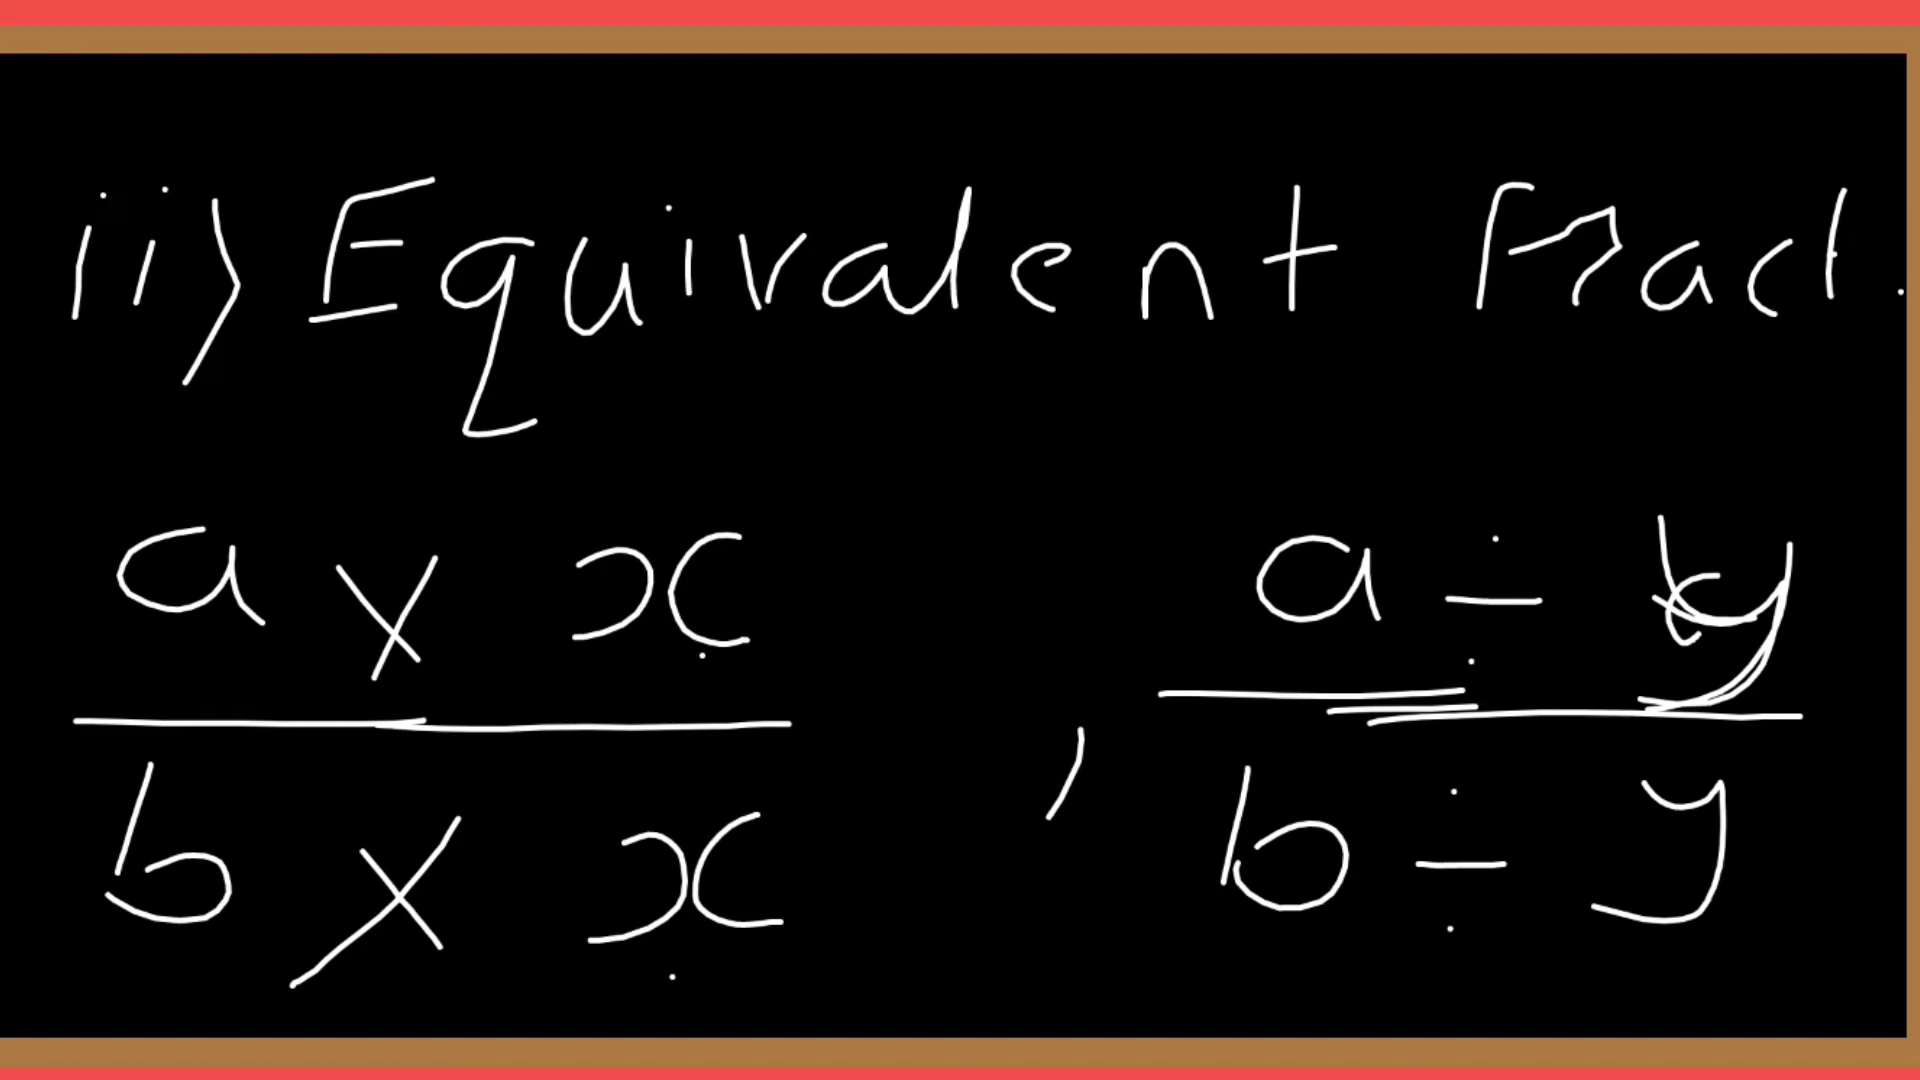 ii) Equivalent Fract.
a × x , a ÷ y
b × x b ÷ y